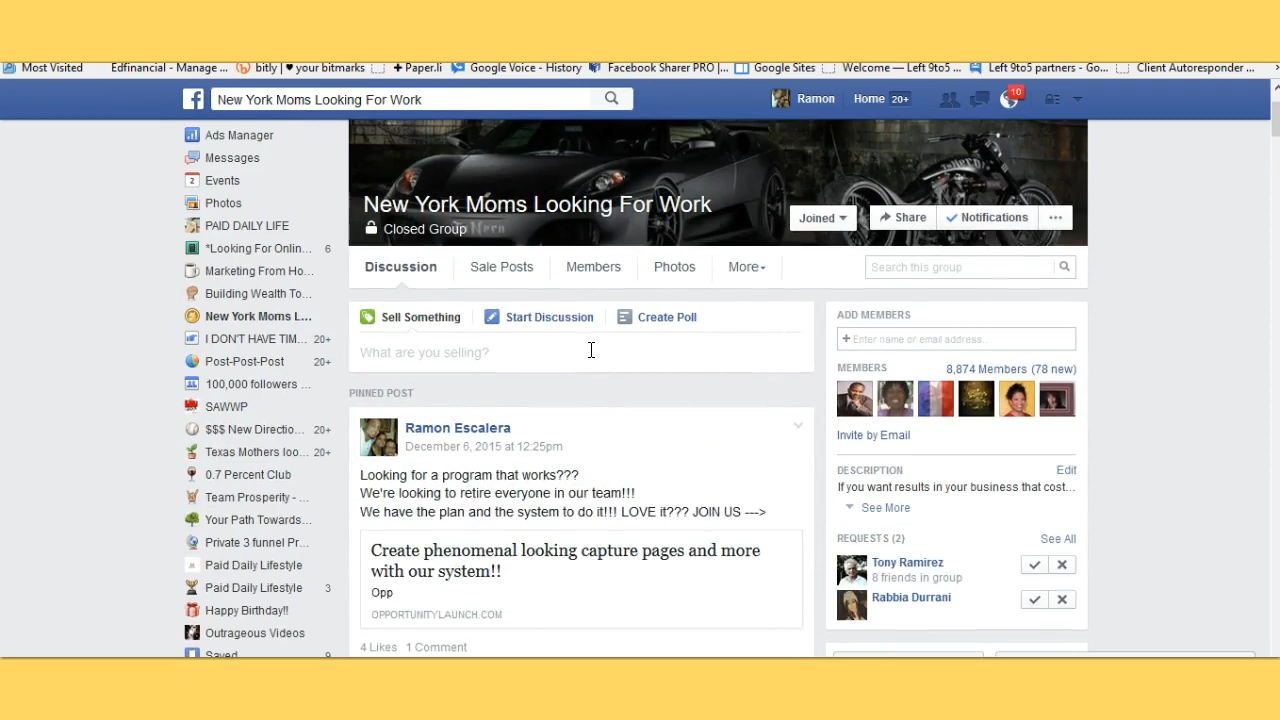 Most Visited Edfinancial - Manage ... bitly | ♥ your bitmarks + Paper.li Google Voice - History Facebook Sharer PRO |... Google Sites Welcome — Left 9to5 ... Left 9to5 partners - Go... Client Autoresponder ...
New York Moms Looking For Work Ramon Home 20+ 10
Ads Manager
Messages
2 Events
Photos
PAID DAILY LIFE
*Looking For Onlin... 6
Marketing From Ho...
Building Wealth To...
New York Moms L...
I DON'T HAVE TIM... 20+
Post-Post-Post 20+
100,000 followers ...
SAWWP
$$$ New Directio... 20+
Texas Mothers loo... 20+
0.7 Percent Club
Team Prosperity - ...
Your Path Towards...
Private 3 funnel Pr...
Paid Daily Lifestyle
Paid Daily Lifestyle 3
Happy Birthday!!
Outrageous Videos
Saved 9
New York Moms Looking For Work
Closed Group
Joined Share Notifications ...
Discussion Sale Posts Members Photos More
Search this group
Sell Something Start Discussion Create Poll
What are you selling?
PINNED POST
Ramon Escalera
December 6, 2015 at 12:25pm
Looking for a program that works???
We're looking to retire everyone in our team!!!
We have the plan and the system to do it!!! LOVE it??? JOIN US --->
Create phenomenal looking capture pages and more
with our system!!
Opp
OPPORTUNITYLAUNCH.COM
4 Likes 1 Comment
ADD MEMBERS
+ Enter name or email address...
MEMBERS 8,874 Members (78 new)
Invite by Email
DESCRIPTION Edit
If you want results in your business that cost...
See More
REQUESTS (2) See All
Tony Ramirez
8 friends in group
Rabbia Durrani